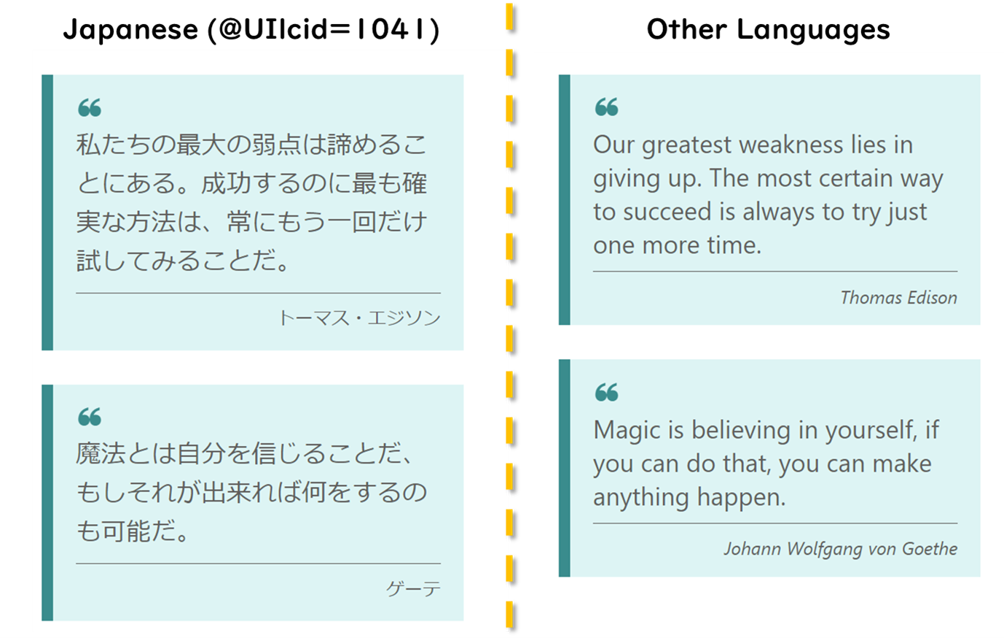 Japanese (@UIlcid=1041)
❝
私たちの最大の弱点は諦めるこ
とにある。成功するのに最も確
実な方法は、常にもう一回だけ
試してみることだ。
トーマス・エジソン
❝
魔法とは自分を信じることだ、
もしそれが出来れば何をするの
も可能だ。
ゲーテ
Other Languages
❝
Our greatest weakness lies in
giving up. The most certain way
to succeed is always to try just
one more time.
Thomas Edison
❝
Magic is believing in yourself, if
you can do that, you can make
anything happen.
Johann Wolfgang von Goethe